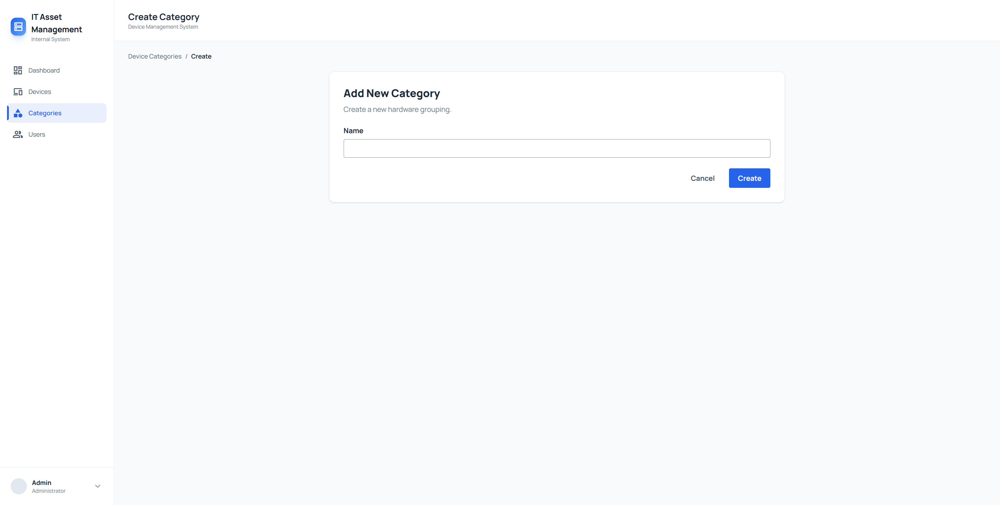 IT Asset
Management
Internal System
Dashboard
Devices
Categories
Users
Admin
Administrator
Create Category
Device Management System
Device Categories / Create
Add New Category
Create a new hardware grouping.
Name
Cancel
Create